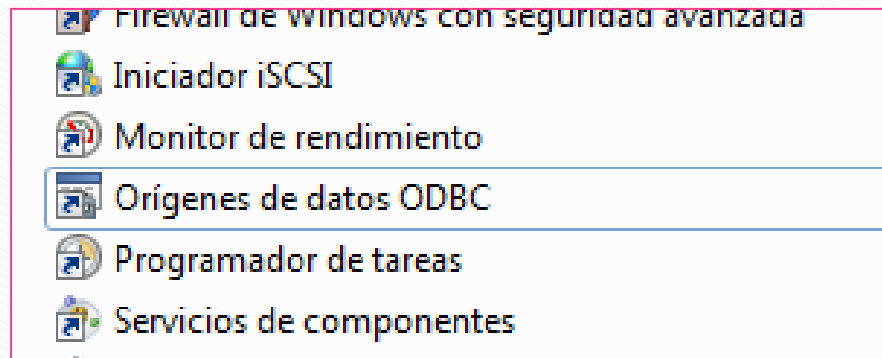 Firewall de Windows con seguridad avanzada
Iniciador iSCSI
Monitor de rendimiento
Orígenes de datos ODBC
Programador de tareas
Servicios de componentes